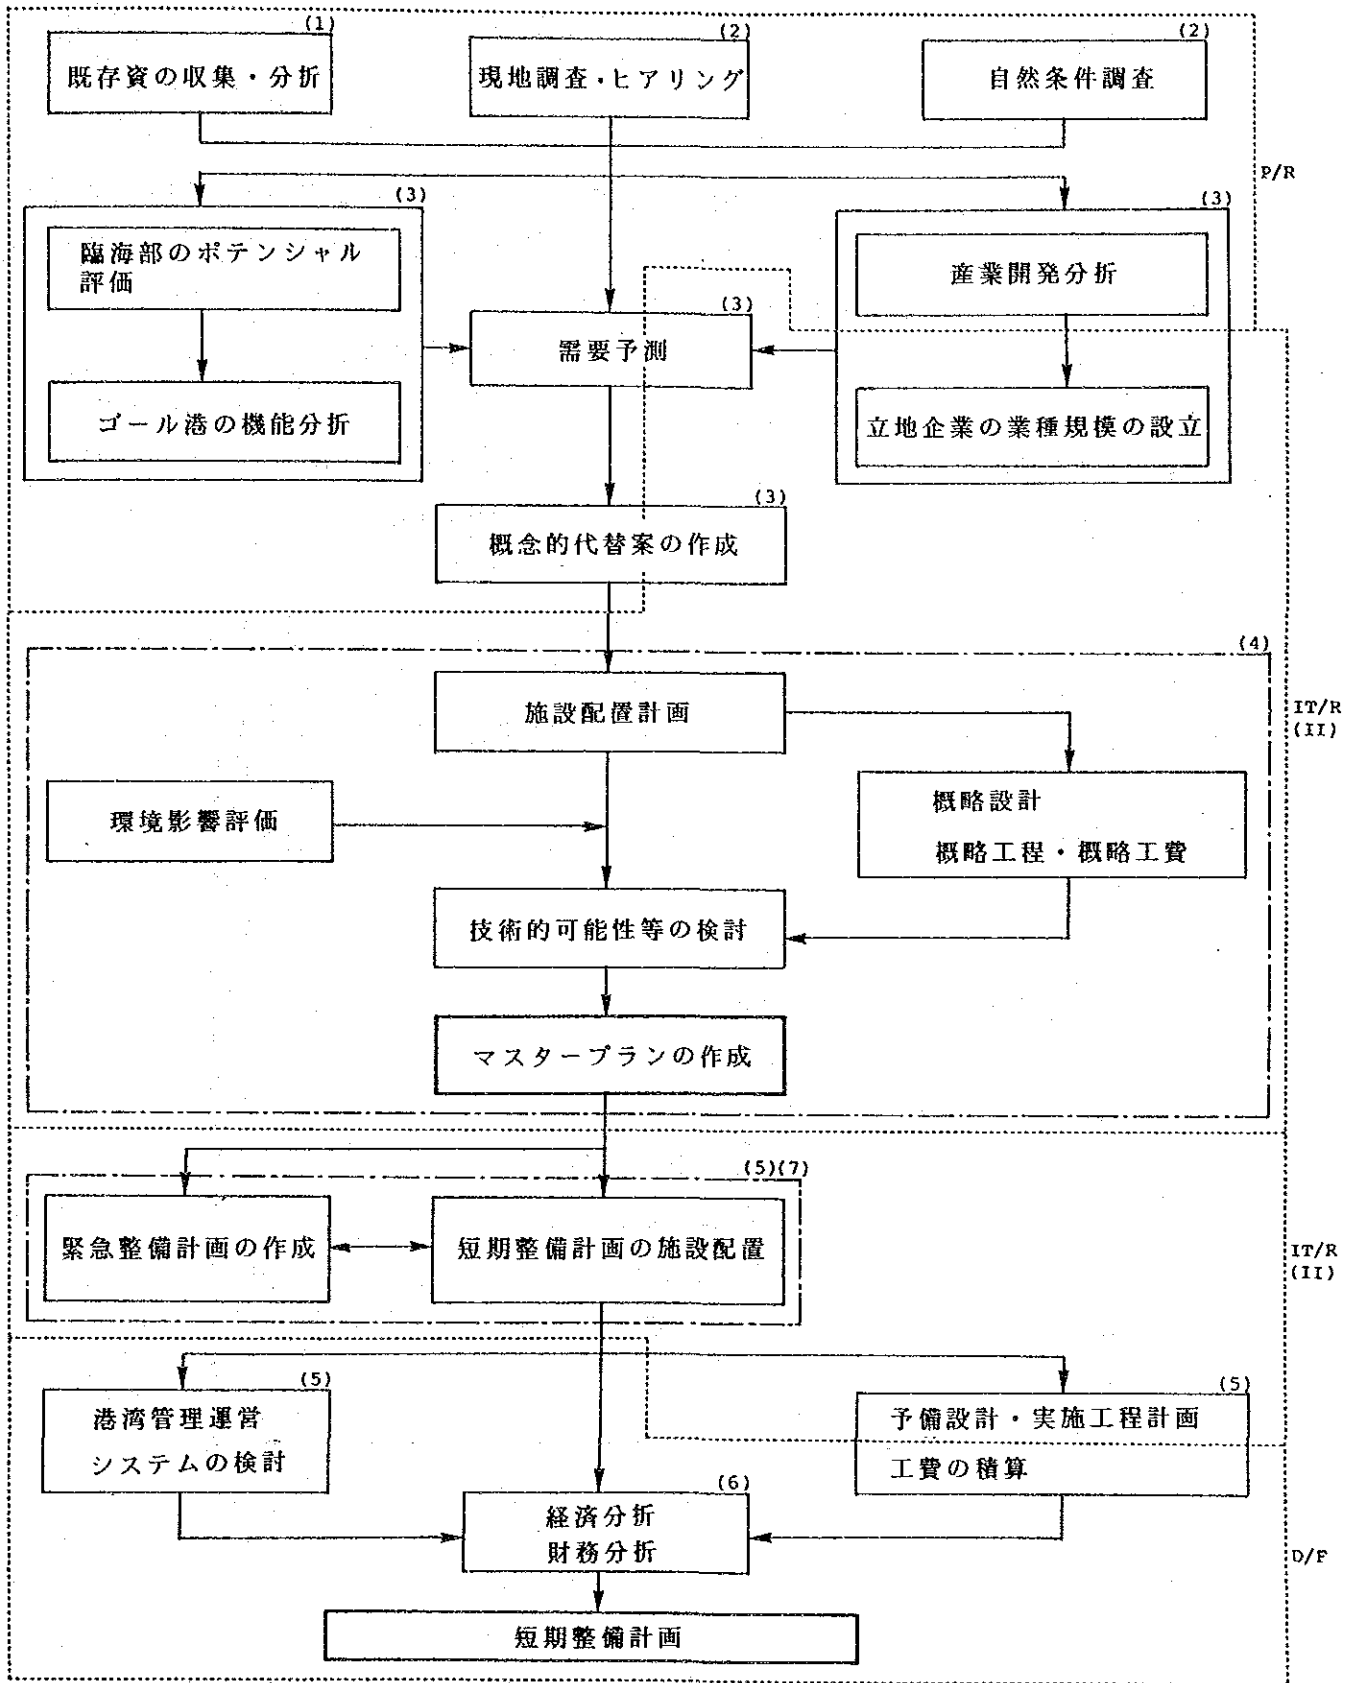 (1)
既存資の収集・分折
(2)
現地調査・ヒアリング
(2)
自然条件調査
P/R
(3)
臨海部のポテンシャル
評価
ゴール港の機能分折
(3)
需要予測
(3)
産業開発分折
立地企業の業種規模の設立
(3)
概念的代替案の作成
(4)
施設配置計画
IT/R
(II)
環境影響評価
概略設計
概略工程・概略工費
技術的可能性等の検討
マスタープランの作成
(5)(7)
緊急整備計画の作成
短期整備計画の施設配置
IT/R
(II)
(5)
港湾管理運営
システムの検討
(5)
予備設計・実施工程計画
工費の積算
(6)
経済分折
財務分折
D/F
短期整備計画